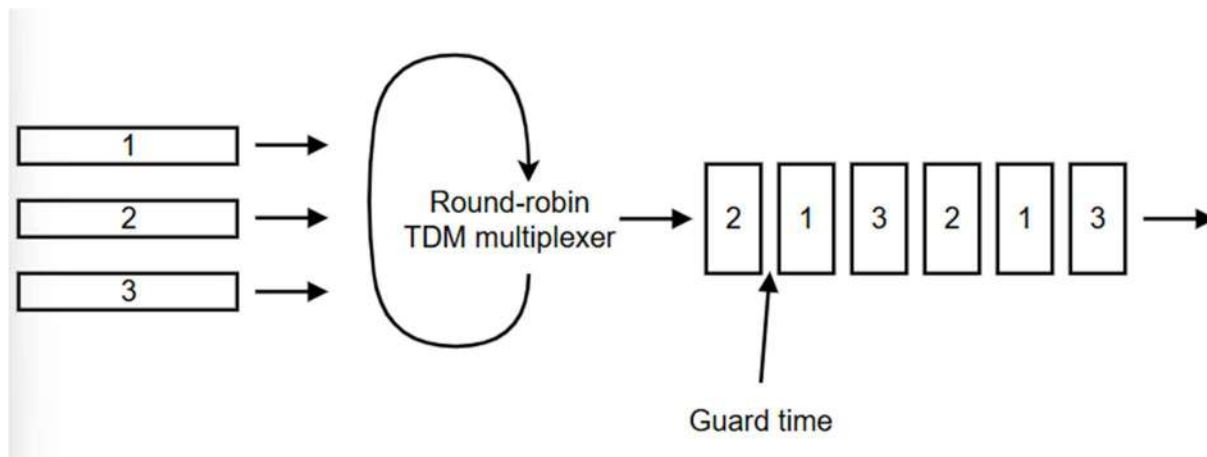 1
2
3
Round-robin
TDM multiplexer
2 1 3 2 1 3
Guard time